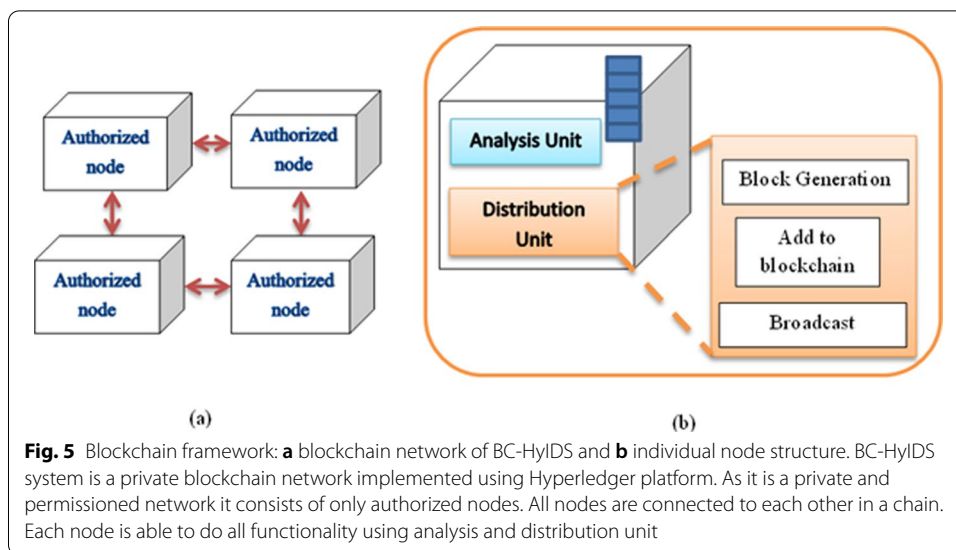 Authorized
node
Authorized
node
Authorized
node
Authorized
node
(a)
Analysis Unit
Distribution
Unit
Block Generation
Add to
blockchain
Broadcast
(b)
Fig. 5 Blockchain framework: a blockchain network of BC-HyIDS and b individual node structure. BC-HyIDS
system is a private blockchain network implemented using Hyperledger platform. As it is a private and
permissioned network it consists of only authorized nodes. All nodes are connected to each other in a chain.
Each node is able to do all functionality using analysis and distribution unit